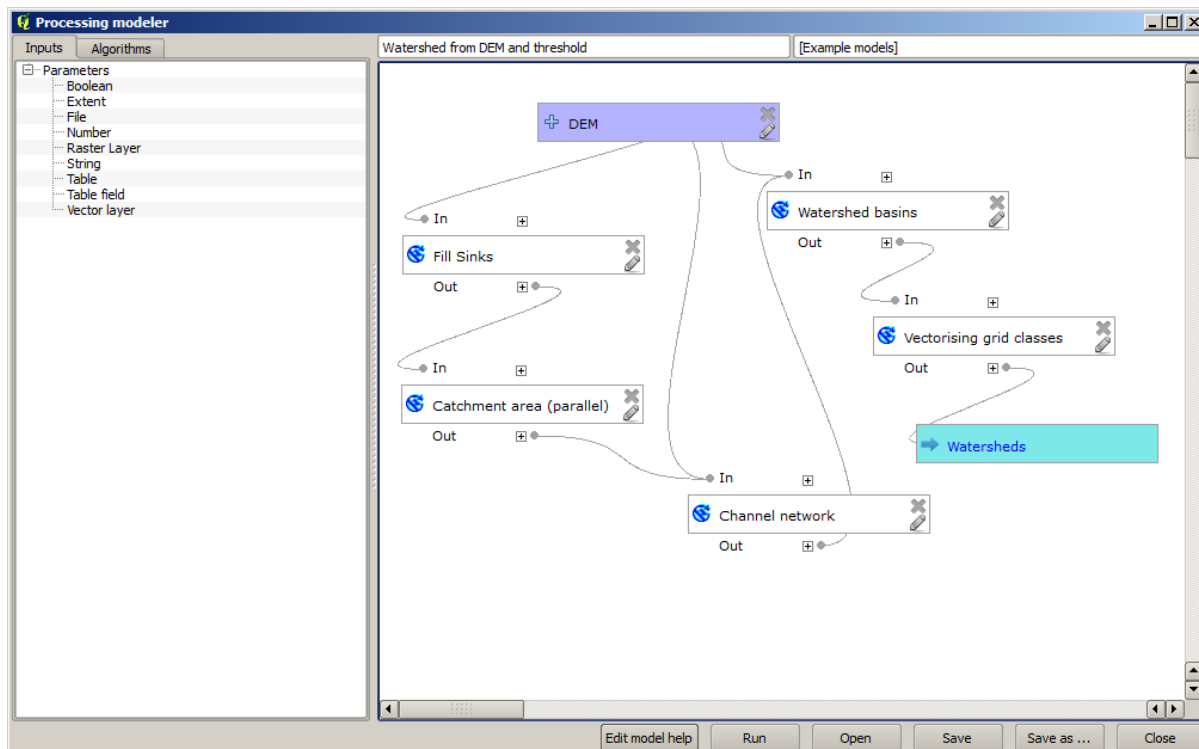 Processing modeler
Inputs
Algorithms
Parameters
Boolean
Extent
File
Number
Raster Layer
String
Table
Table field
Vector layer
Watershed from DEM and threshold
[Example models]
DEM
In
Fill Sinks
Out
In
Catchment area (parallel)
Out
In
Watershed basins
Out
In
Vectorising grid classes
Out
Watersheds
In
Channel network
Out
Edit model help
Run
Open
Save
Save as ...
Close